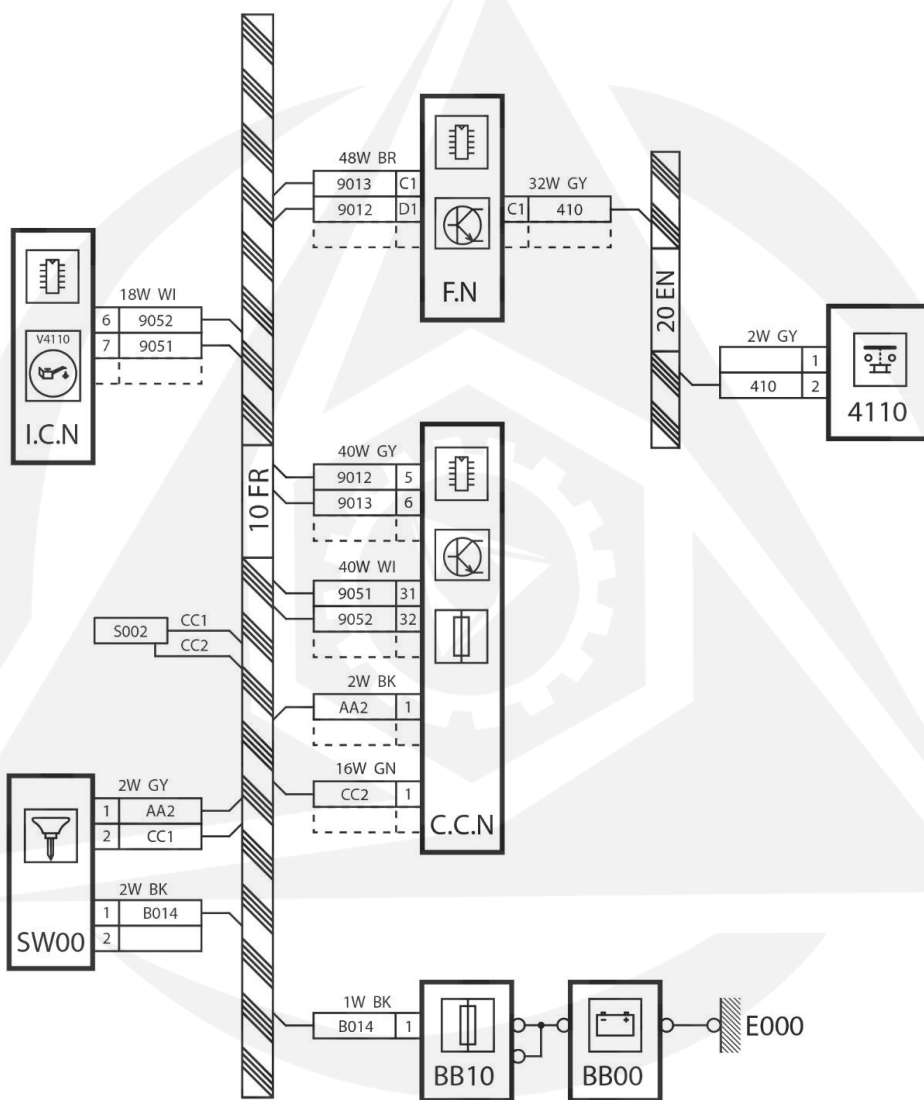 48W BR
9013 C1
9012 D1
32W GY
C1 410
F.N
18W WI
6 9052
7 9051
V4110
I.C.N
20 EN
2W GY
1
410 2
4110
10 FR
40W GY
9012 5
9013 6
40W WI
9051 31
9052 32
S002
CC1
CC2
2W BK
AA2 1
16W GN
CC2 1
C.C.N
2W GY
1 AA2
2 CC1
2W BK
1 B014
2
SW00
1W BK
B014 1
BB10
BB00
E000